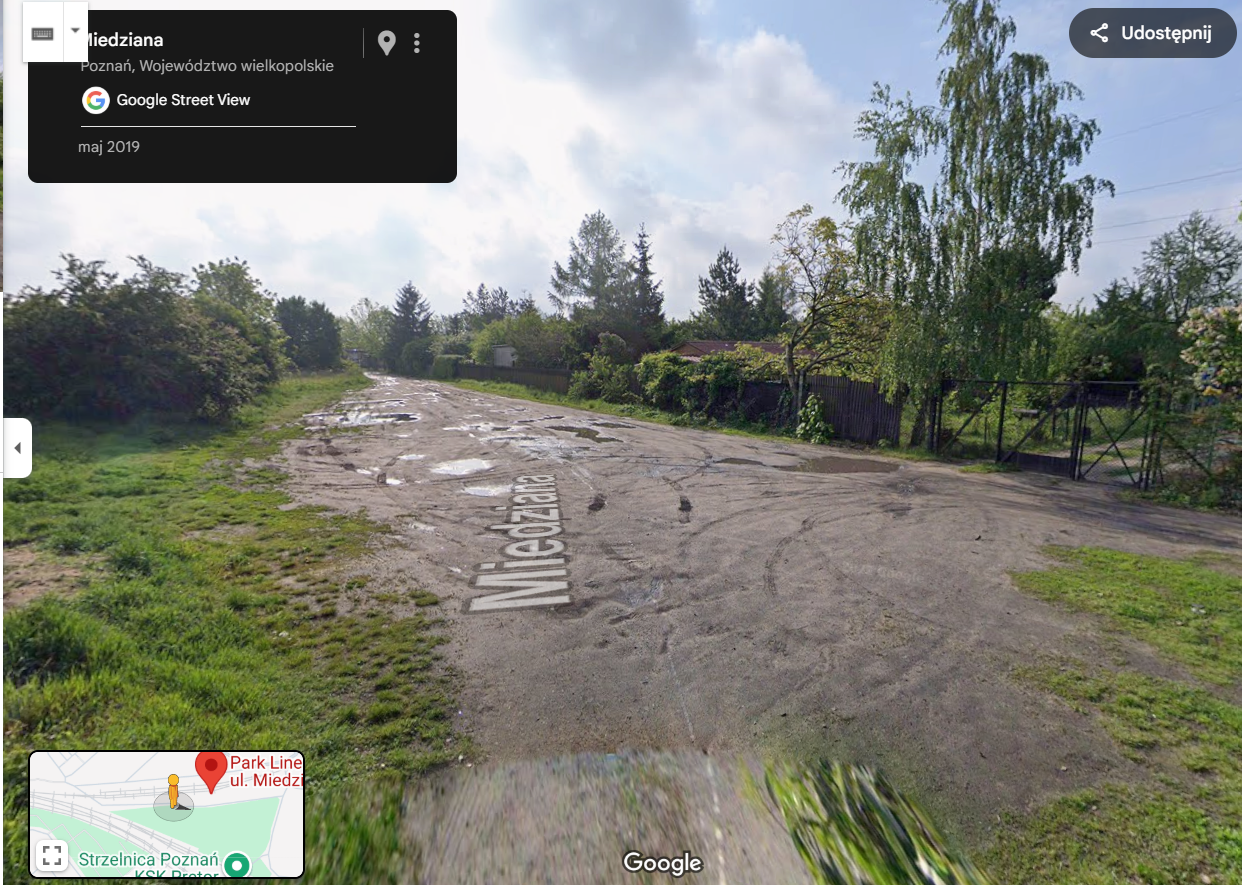 Miedziana
Poznań, Województwo wielkopolskie
Google Street View
maj 2019
Udostępnij
Miedziana
Park Line
ul. Miedzi
Strzelnica Poznań
KSK Pretor
Google